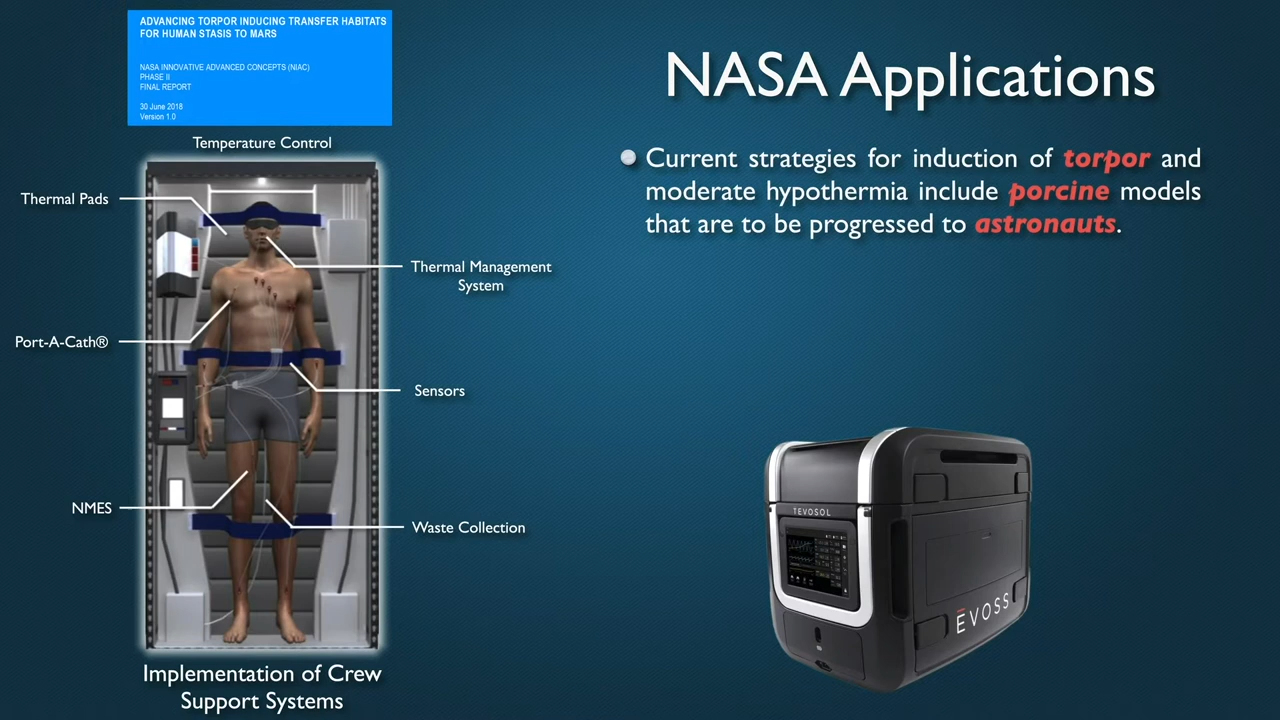 ADVANCING TORPOR INDUCING TRANSFER HABITATS
FOR HUMAN STASIS TO MARS
NASA INNOVATIVE ADVANCED CONCEPTS (NIAC)
PHASE II
FINAL REPORT
30 June 2018
Version 1.0
Temperature Control
Thermal Pads
Thermal Management
System
Port-A-Cath®
Sensors
NMES
Waste Collection
Implementation of Crew
Support Systems
NASA Applications
Current strategies for induction of torpor and
moderate hypothermia include porcine models
that are to be progressed to astronauts.
TEVOSOL
EVOSS